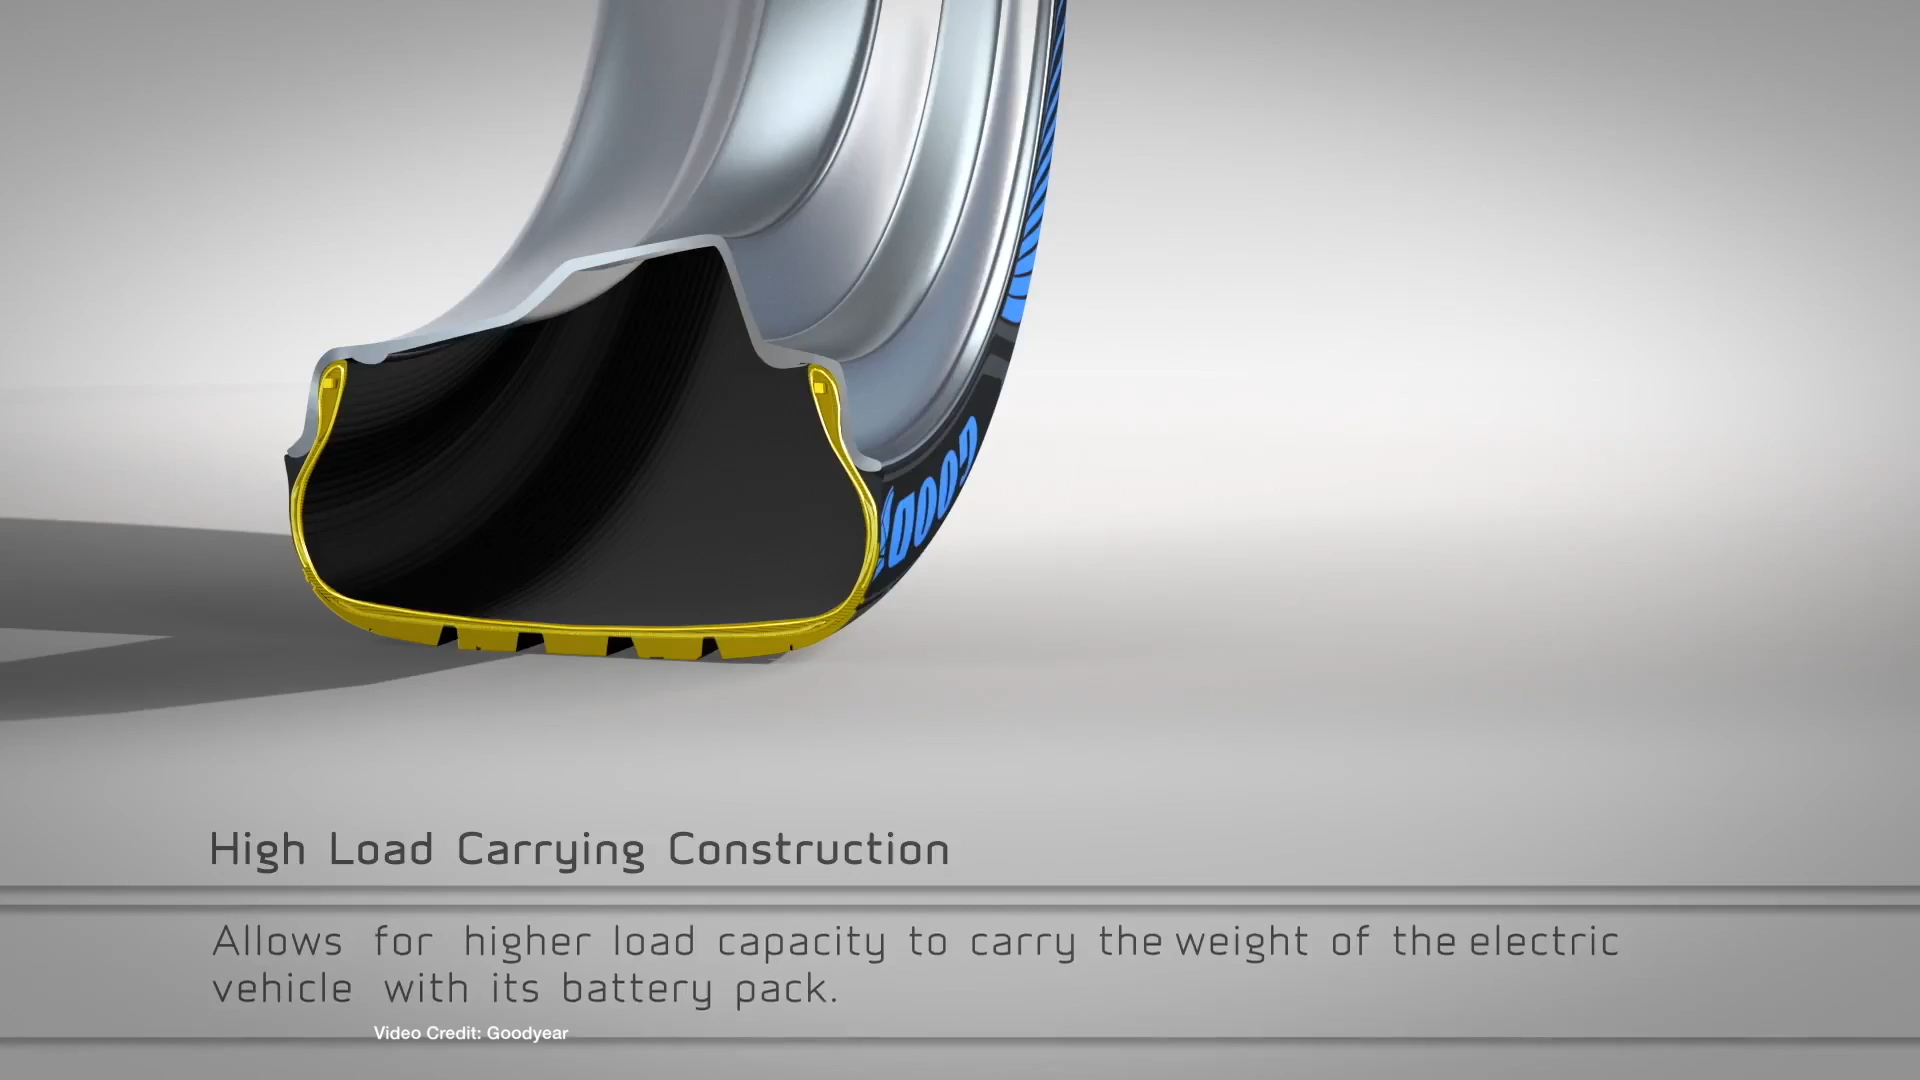 GOOD
High Load Carrying Construction
Allows for higher load capacity to carry the weight of the electric
vehicle with its battery pack.
Video Credit: Goodyear